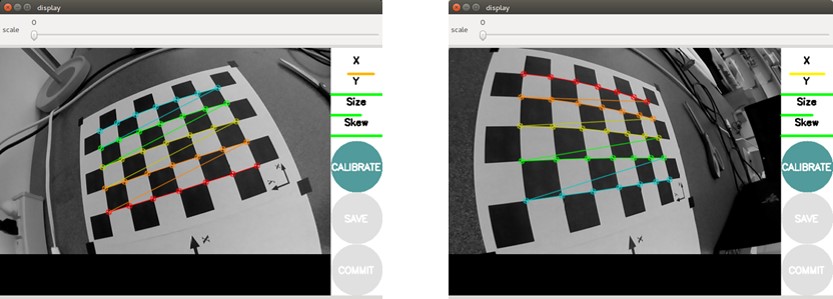 display
0
scale
X
Y
Size
Skew
CALIBRATE
SAVE
COMMIT
X
display
0
scale
X
Y
Size
Skew
CALIBRATE
SAVE
COMMIT
X